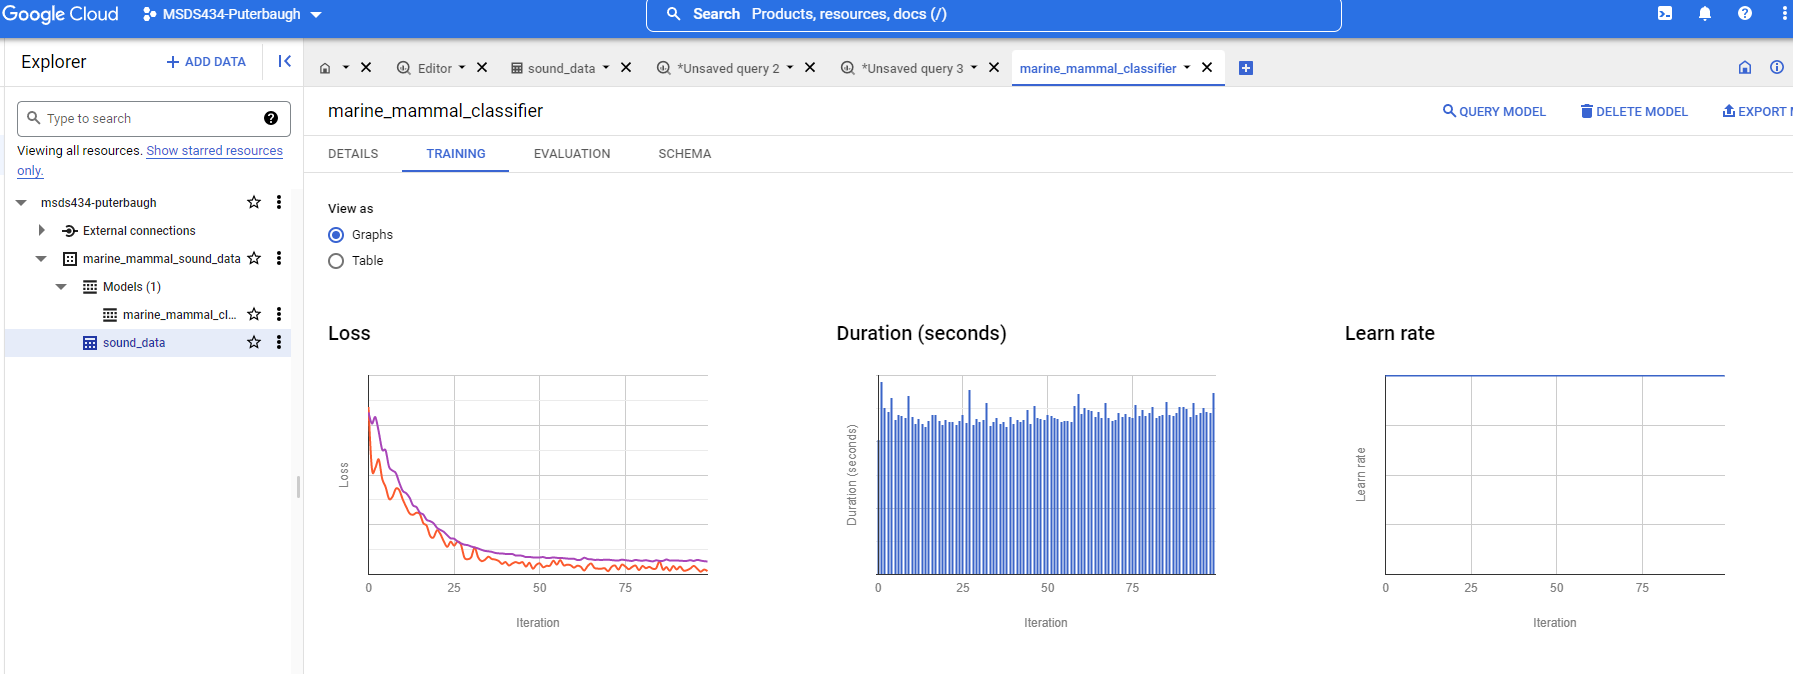 Google Cloud
MSDS434-Puterbaugh
Search Products, resources, docs (/)
Explorer
+ ADD DATA
Editor
sound_data
*Unsaved query 2
*Unsaved query 3
marine_mammal_classifier
Type to search
Viewing all resources. Show starred resources
only.
msds434-puterbaugh
External connections
marine_mammal_sound_data
Models (1)
marine_mammal_cl...
sound_data
marine_mammal_classifier
QUERY MODEL
DELETE MODEL
EXPORT M
DETAILS
TRAINING
EVALUATION
SCHEMA
View as
Graphs
Table
Loss
Loss
0 25 50 75
Iteration
Duration (seconds)
Duration (seconds)
0 25 50 75
Iteration
Learn rate
Learn rate
0 25 50 75
Iteration